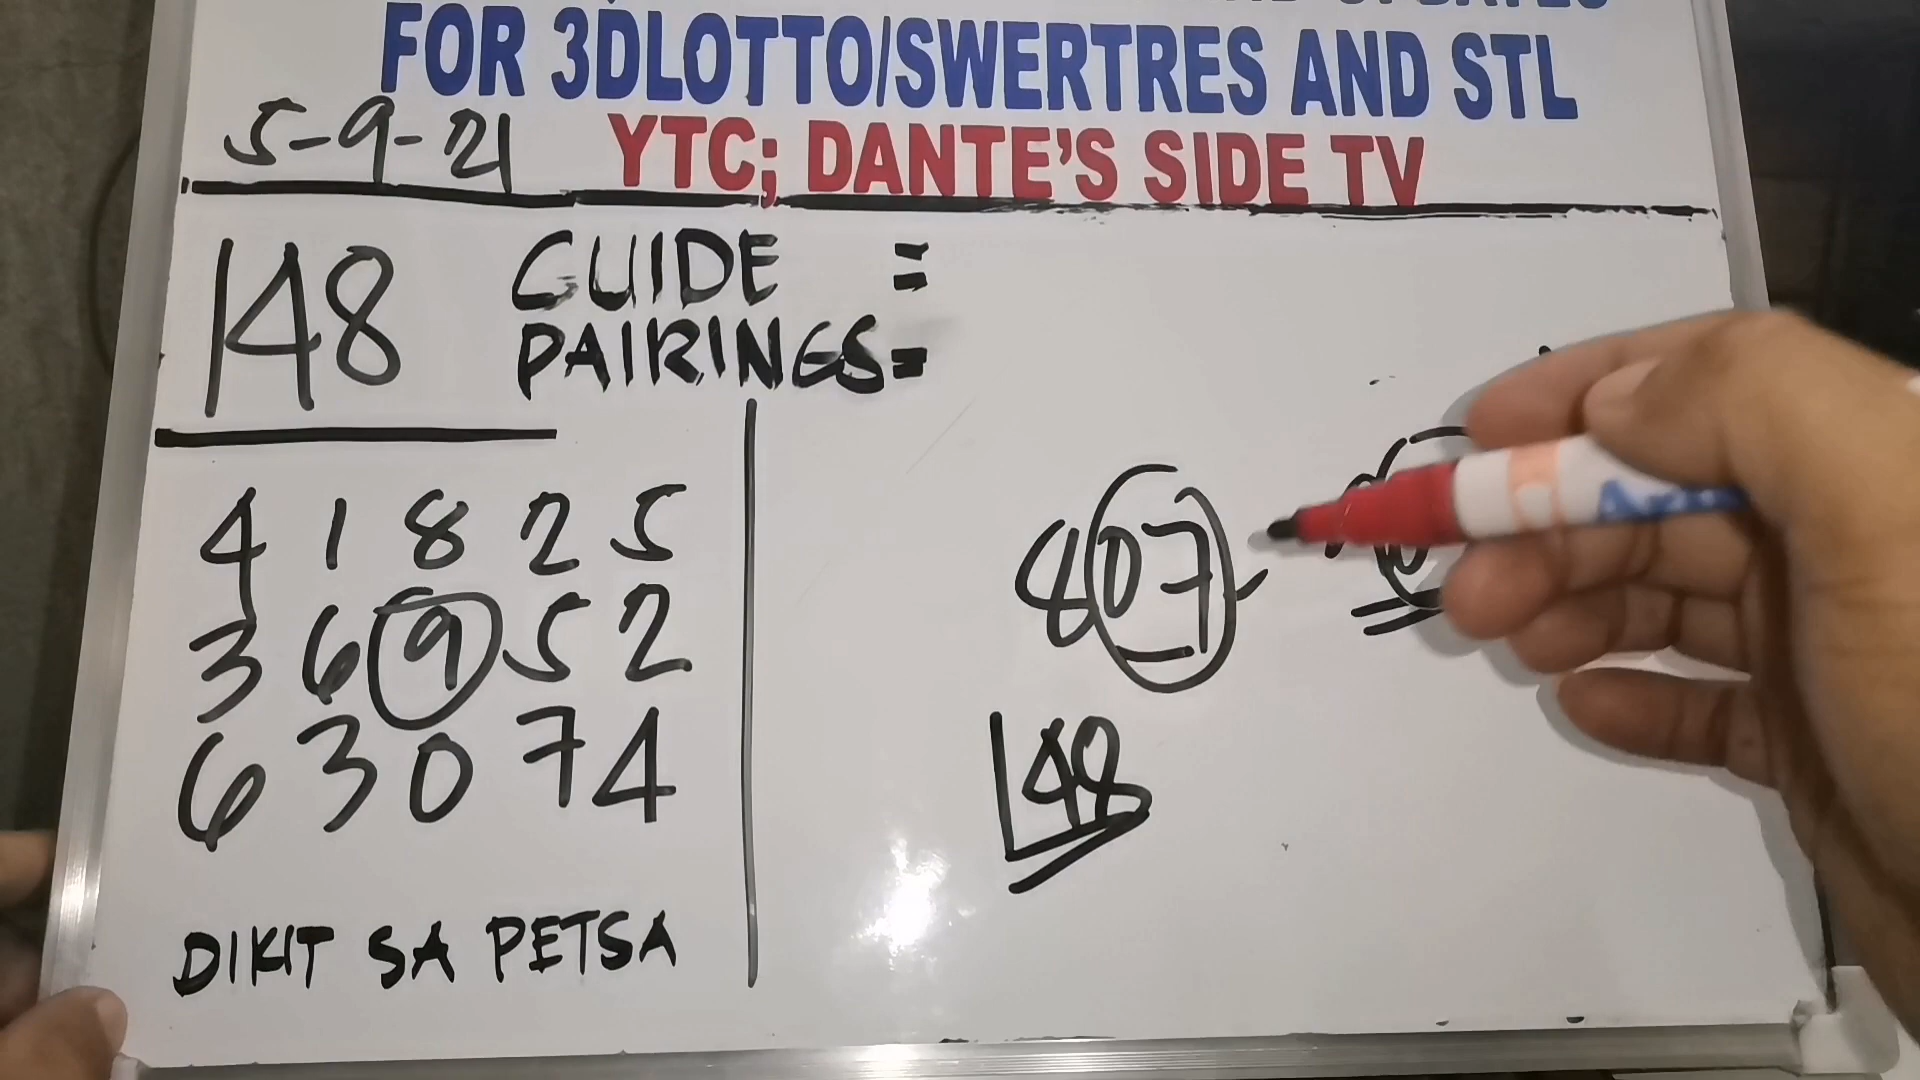 FOR 3DLOTTO/SWERTRES AND STL
5-9-21 YTC; DANTE'S SIDE TV
148 GUIDE =
PAIRINGS=
4 1 8 2 5
3 6 9 5 2
6 3 0 7 4
DIKIT SA PETSA
807-
148